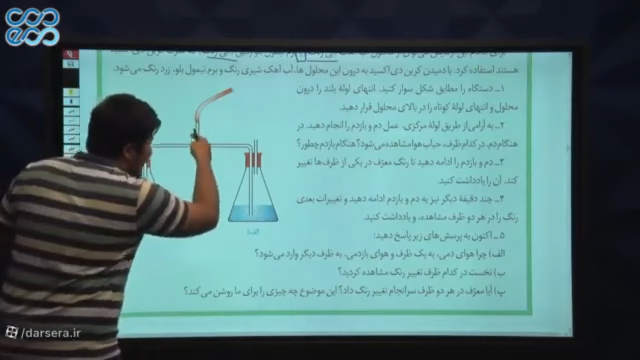 هستند استفاده کرد. با دمیدن کربن دی‌اکسید به درون این محلول ها، آب آهک شیری رنگ و برم تیمول بلو، زرد رنگ می‌شود.
۱ــ دستگاه را مطابق شکل سوار کنید. انتهای لولهٔ بلند را درون
محلول و انتهای لولهٔ کوتاه را در بالای محلول قرار دهید.
۲ــ به آرامی از طریق لولهٔ مرکزی، عمل دم و بازدم را انجام دهید. در
هنگام دم، در کدام ظرف، حباب هوا مشاهده می‌شود؟ هنگام بازدم چطور؟
۳ــ دم و بازدم را ادامه دهید تا رنگ معرّف در یکی از ظرف‌ها تغییر
کند. آن را یادداشت کنید.
۴ــ چند دقیقهٔ دیگر نیز به دم و بازدم ادامه دهید و تغییرات بعدی
رنگ را در هر دو ظرف مشاهده، و یادداشت کنید.
۵ــ اکنون به پرسش‌های زیر پاسخ دهید:
الف) چرا هوای دمی، به یک ظرف و هوای بازدمی، به ظرف دیگر وارد می‌شود؟
ب) نخست در کدام ظرف تغییر رنگ مشاهده کردید؟
پ) آیا معرّف در هر دو ظرف سرانجام تغییر رنگ داد؟ این موضوع چه چیزی را برای ما روشن می‌کند؟
الف)
/darsera.ir